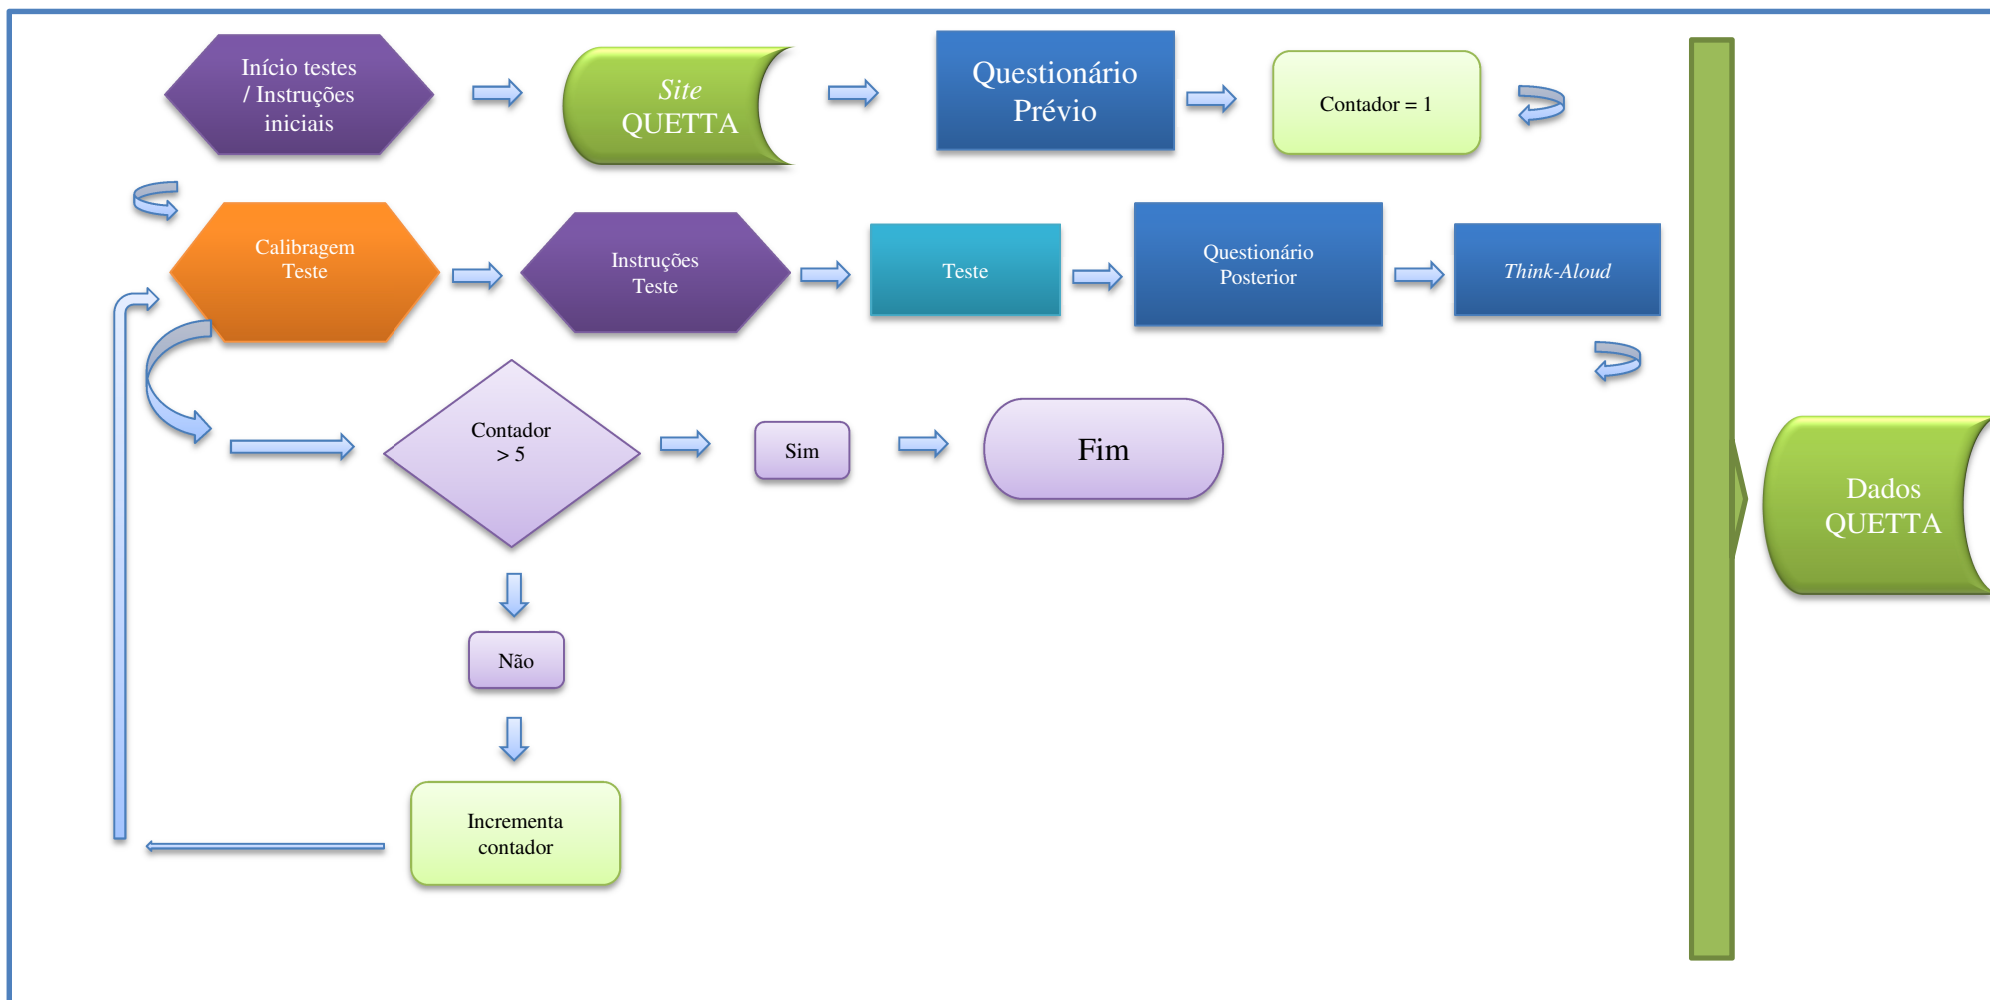 Início testes
/ Instruções
iniciais
Site
QUETTA
Questionário
Prévio
Contador = 1
Calibragem
Teste
Instruções
Teste
Teste
Questionário
Posterior
Think-Aloud
Contador
> 5
Sim
Fim
Dados
QUETTA
Não
Incrementa
contador